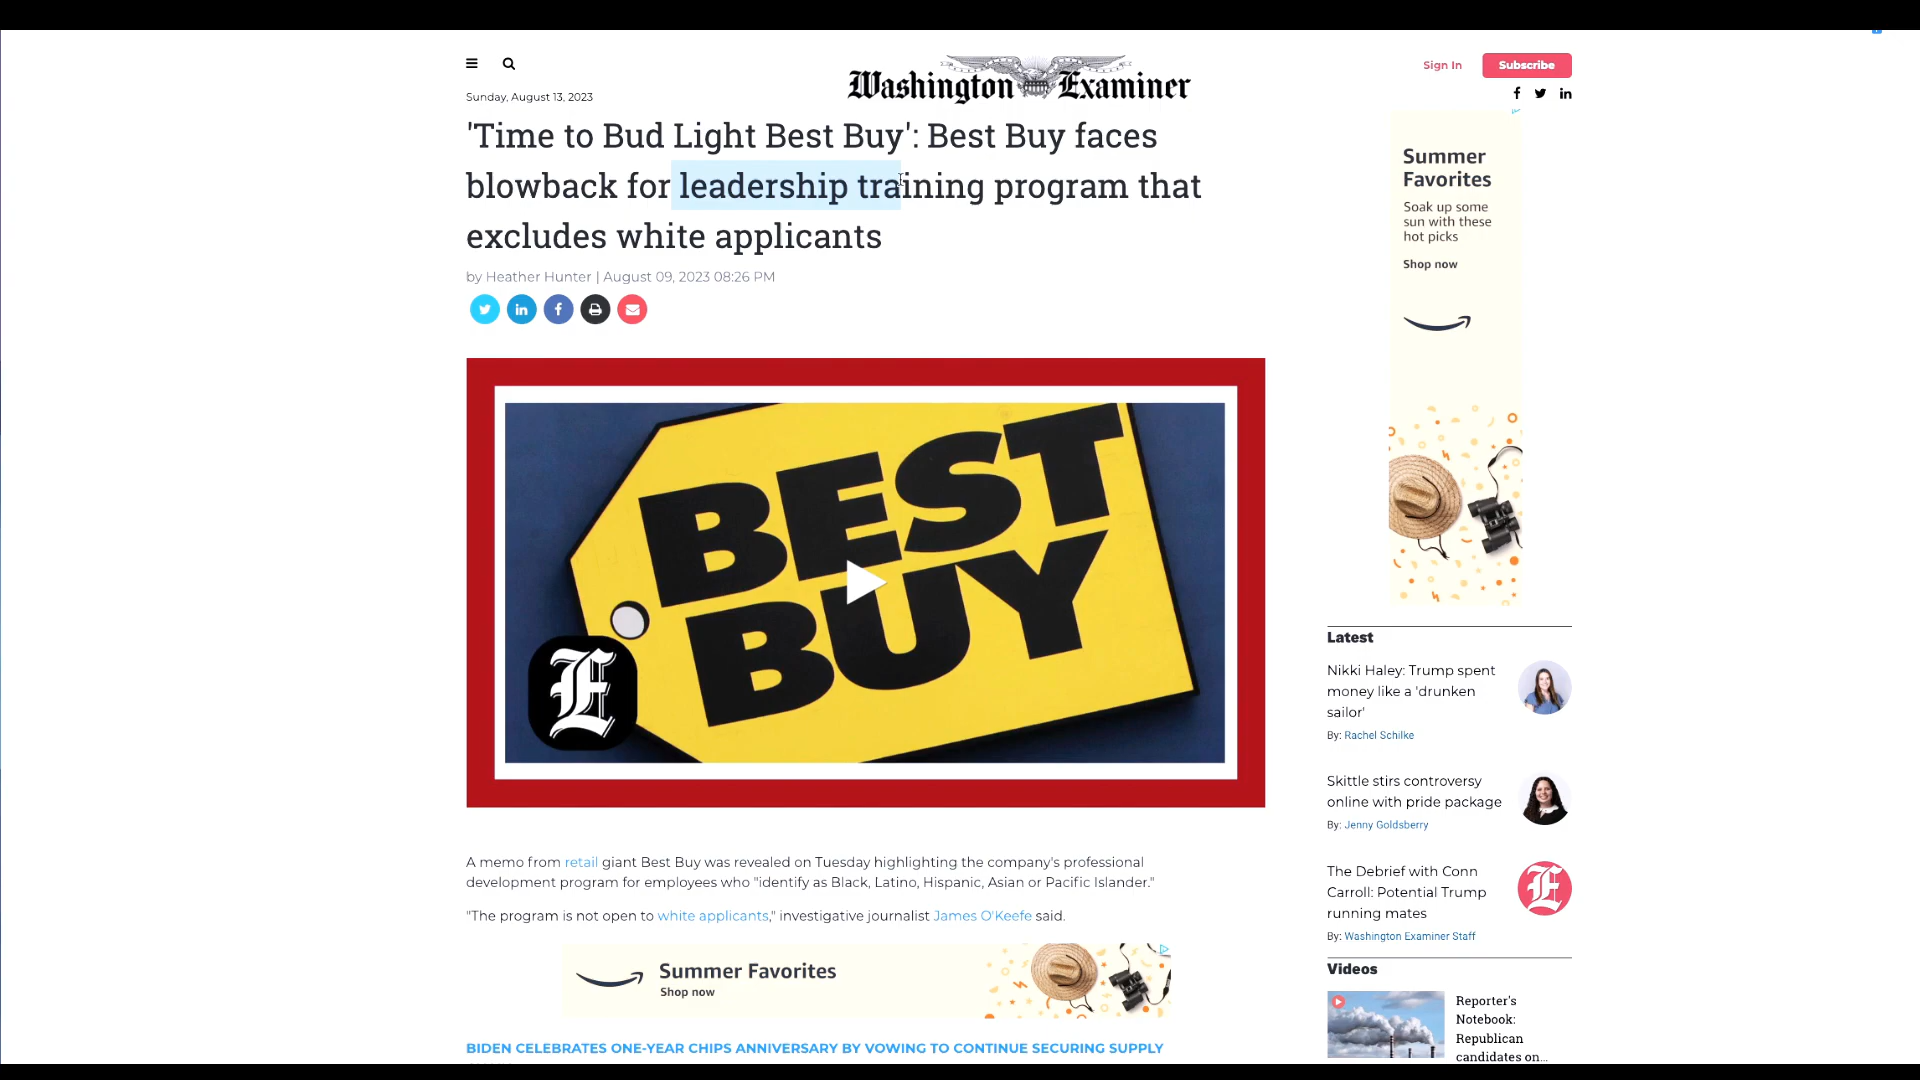 Washington Examiner
Sign In
Subscribe
Sunday, August 13, 2023
'Time to Bud Light Best Buy': Best Buy faces
blowback for leadership training program that
excludes white applicants
by Heather Hunter | August 09, 2023 08:26 PM
BEST
BUY
E
A memo from retail giant Best Buy was revealed on Tuesday highlighting the company's professional
development program for employees who "identify as Black, Latino, Hispanic, Asian or Pacific Islander."
"The program is not open to white applicants," investigative journalist James O'Keefe said.
Summer Favorites
Shop now
BIDEN CELEBRATES ONE-YEAR CHIPS ANNIVERSARY BY VOWING TO CONTINUE SECURING SUPPLY
Summer
Favorites
Soak up some
sun with these
hot picks
Shop now
Latest
Nikki Haley: Trump spent
money like a 'drunken
sailor'
By: Rachel Schilke
Skittle stirs controversy
online with pride package
By: Jenny Goldsberry
The Debrief with Conn
Carroll: Potential Trump
running mates
By: Washington Examiner Staff
E
Videos
Reporter's
Notebook:
Republican
candidates on...